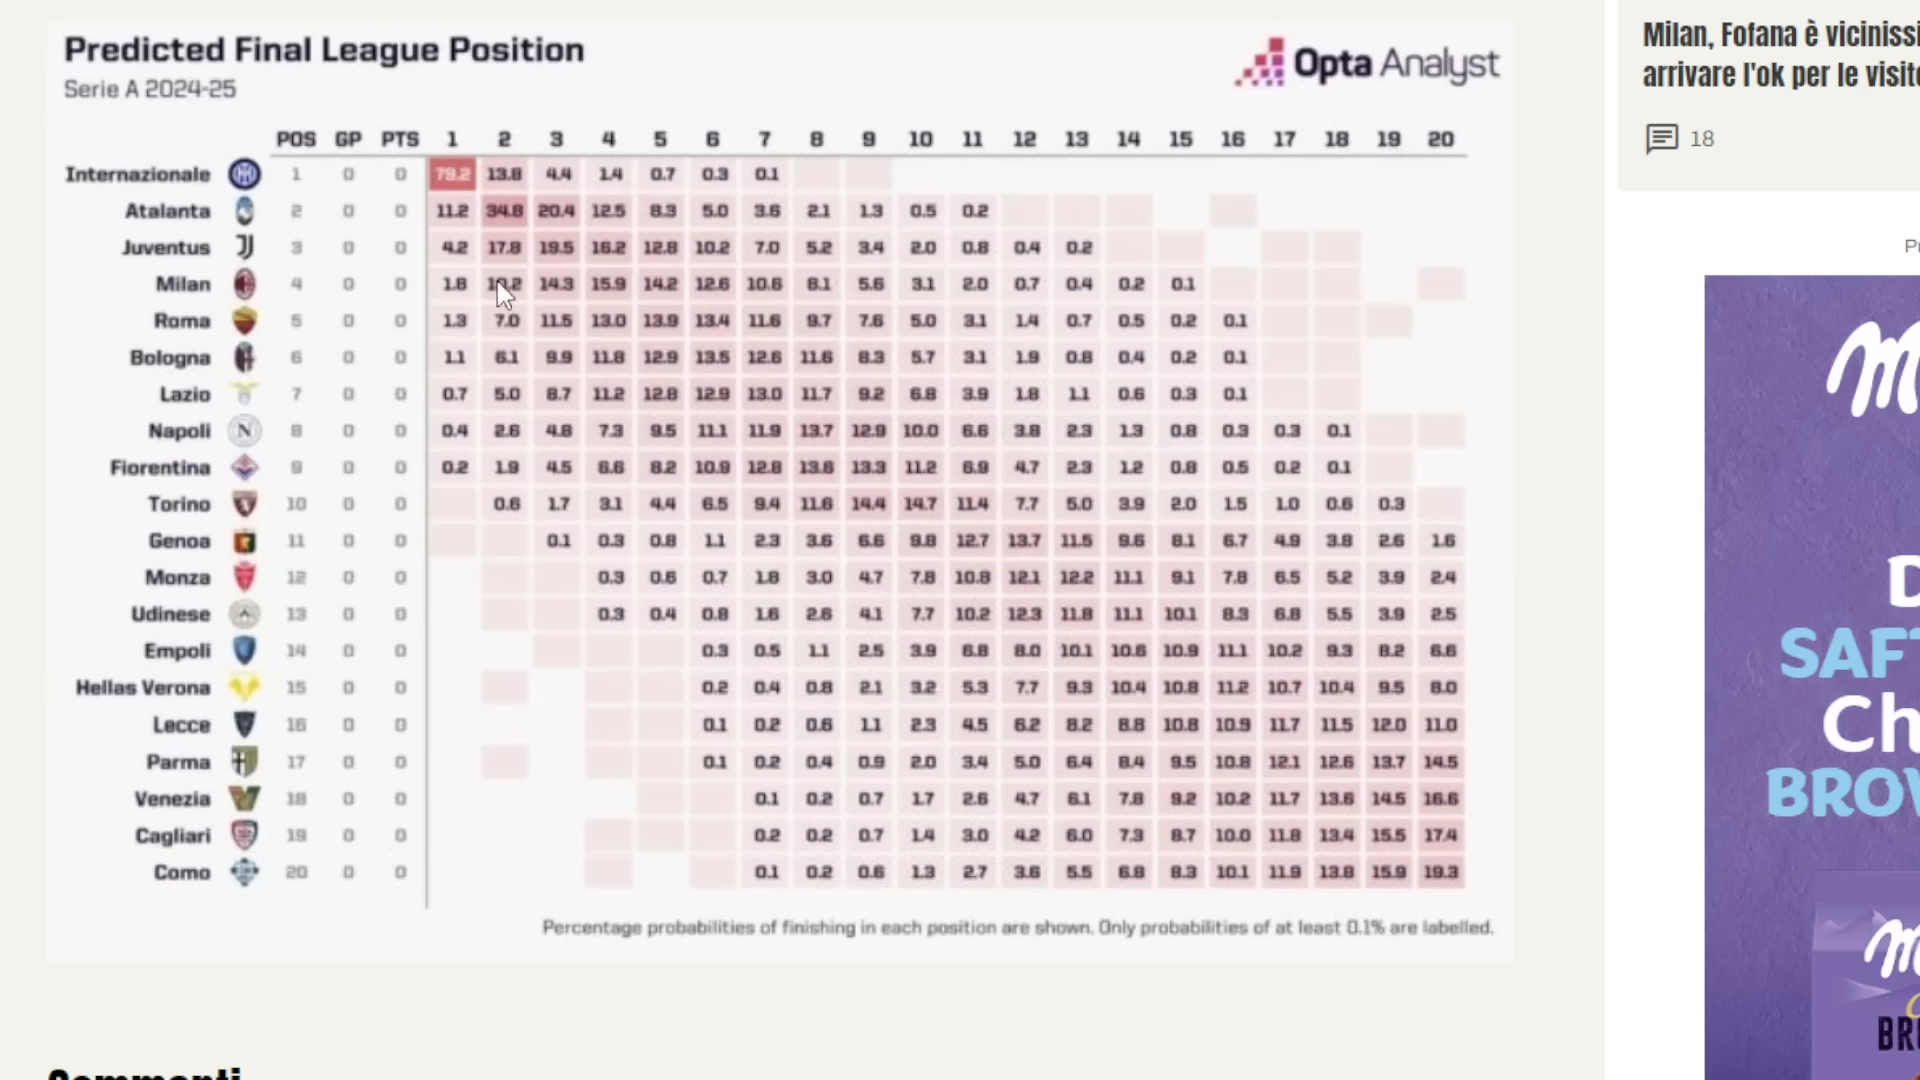 Predicted Final League Position
Serie A 2024-25
Opta Analyst
POS GP PTS 1 2 3 4 5 6 7 8 9 10 11 12 13 14 15 16 17 18 19 20
Internazionale 1 0 0 79.2 13.8 4.4 1.4 0.7 0.3 0.1
Atalanta 2 0 0 11.2 34.8 20.4 12.5 8.3 5.0 3.6 2.1 1.3 0.5 0.2
Juventus 3 0 0 4.2 17.8 19.5 16.2 12.8 10.2 7.0 5.2 3.4 2.0 0.8 0.4 0.2
Milan 4 0 0 1.8 14.3 15.9 14.2 12.6 10.6 8.1 5.6 3.1 2.0 0.7 0.4 0.2 0.1
Roma 5 0 0 1.3 7.0 11.5 13.0 13.9 13.4 11.6 9.7 7.6 5.0 3.1 1.4 0.7 0.5 0.2 0.1
Bologna 6 0 0 1.1 6.1 9.9 11.8 12.9 13.5 12.6 11.6 8.3 5.7 3.1 1.9 0.8 0.4 0.2 0.1
Lazio 7 0 0 0.7 5.0 8.7 11.2 12.8 12.9 13.0 11.7 9.2 6.8 3.9 1.8 1.1 0.6 0.3 0.1
Napoli 8 0 0 0.4 2.6 4.8 7.3 9.5 11.1 11.9 13.7 12.9 10.0 6.6 3.8 2.3 1.3 0.8 0.3 0.3 0.1
Fiorentina 9 0 0 0.2 1.9 4.5 6.6 8.2 10.9 12.8 13.6 13.3 11.2 6.9 4.7 2.3 1.2 0.8 0.5 0.2 0.1
Torino 10 0 0 0.6 1.7 3.1 4.4 6.5 9.4 11.6 14.4 14.7 11.4 7.7 5.0 3.9 2.0 1.5 1.0 0.6 0.3
Genoa 11 0 0 0.1 0.3 0.8 1.1 2.3 3.6 6.6 9.8 12.7 13.7 11.5 9.6 8.1 6.7 4.9 3.8 2.6 1.6
Monza 12 0 0 0.3 0.6 0.7 1.8 3.0 4.7 7.8 10.8 12.1 12.2 11.1 9.1 7.8 6.5 5.2 3.9 2.4
Udinese 13 0 0 0.3 0.4 0.8 1.6 2.6 4.1 7.7 10.2 12.3 11.8 11.1 10.1 8.3 6.8 5.5 3.9 2.5
Empoli 14 0 0 0.3 0.5 1.1 2.5 3.9 6.8 8.0 10.1 10.6 10.9 11.1 10.2 9.3 8.2 6.6
Hellas Verona 15 0 0 0.2 0.4 0.8 2.1 3.2 5.3 7.7 9.3 10.4 10.8 11.2 10.7 10.4 9.5 8.0
Lecce 16 0 0 0.1 0.2 0.6 1.1 2.3 4.5 6.2 8.2 8.8 10.8 10.9 11.7 11.5 12.0 11.0
Parma 17 0 0 0.1 0.2 0.4 0.9 2.0 3.4 5.0 6.4 8.4 9.5 10.8 12.1 12.6 13.7 14.5
Venezia 18 0 0 0.1 0.2 0.7 1.7 2.6 4.7 6.1 7.8 9.2 10.2 11.7 13.6 14.5 16.6
Cagliari 19 0 0 0.2 0.2 0.7 1.4 3.0 4.2 6.0 7.3 8.7 10.0 11.8 13.4 15.5 17.4
Como 20 0 0 0.1 0.2 0.6 1.3 2.7 3.6 5.5 6.8 8.3 10.1 11.9 13.8 15.9 19.3
Percentage probabilities of finishing in each position are shown. Only probabilities of at least 0.1% are labelled.
Commenti
Milan, Fofana è vicinissi
arrivare l'ok per le visite
18
D
SAFT
Ch
BROW
BR